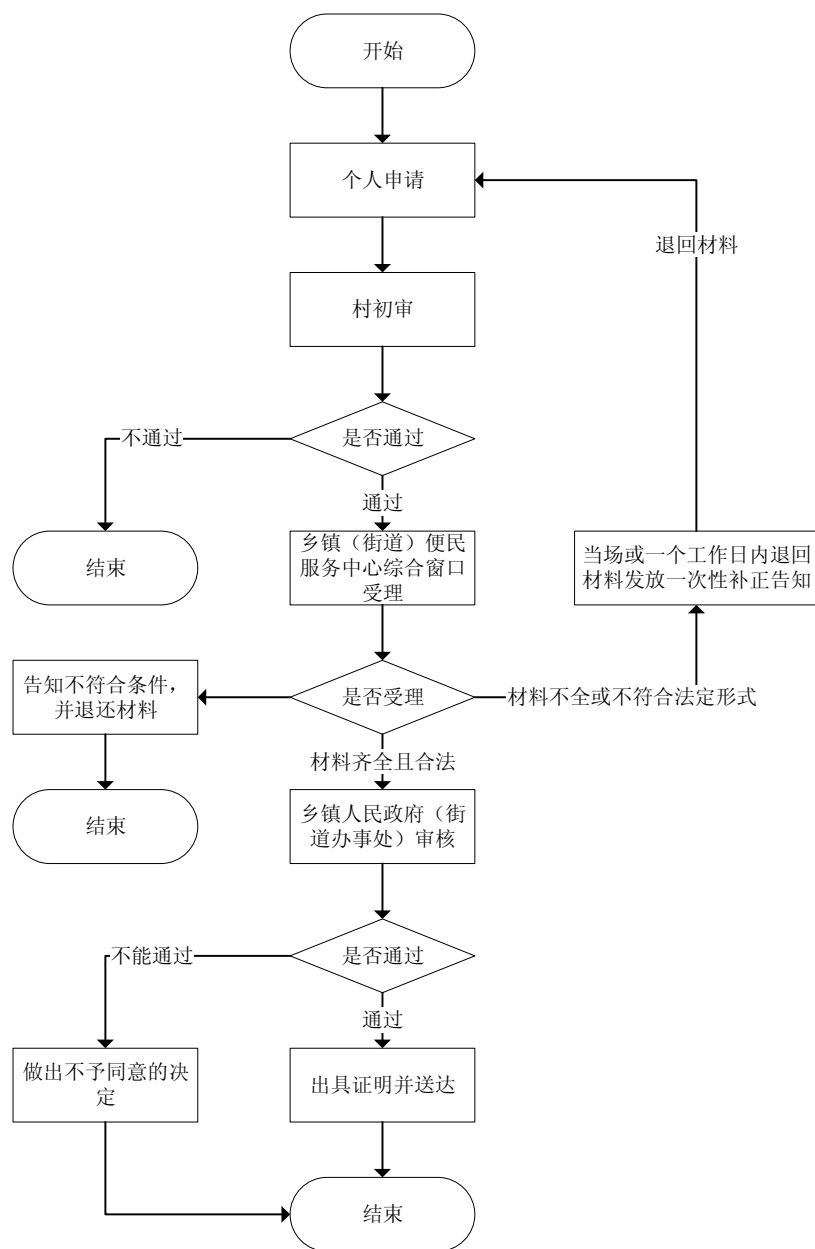 开始
个人申请
退回材料
村初审
是否通过
不通过
通过
结束
乡镇（街道）便民
服务中心综合窗口
受理
当场或一个工作日内退回
材料发放一次性补正告知
告知不符合条件，
并退还材料
是否受理
材料不全或不符合法定形式
材料齐全且合法
结束
乡镇人民政府（街
道办事处）审核
不能通过
是否通过
通过
做出不予同意的决
定
出具证明并送达
结束